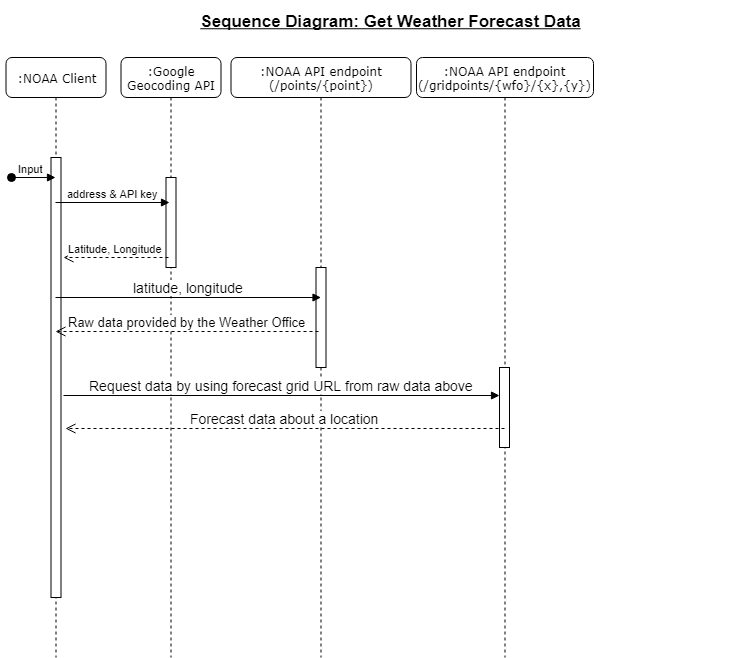 Sequence Diagram: Get Weather Forecast Data
:NOAA Client
:Google
Geocoding API
:NOAA API endpoint
(/points/{point})
:NOAA API endpoint
(/gridpoints/{wfo}/{x},{y})
Input
address & API key
Latitude, Longitude
latitude, longitude
Raw data provided by the Weather Office
Request data by using forecast grid URL from raw data above
Forecast data about a location